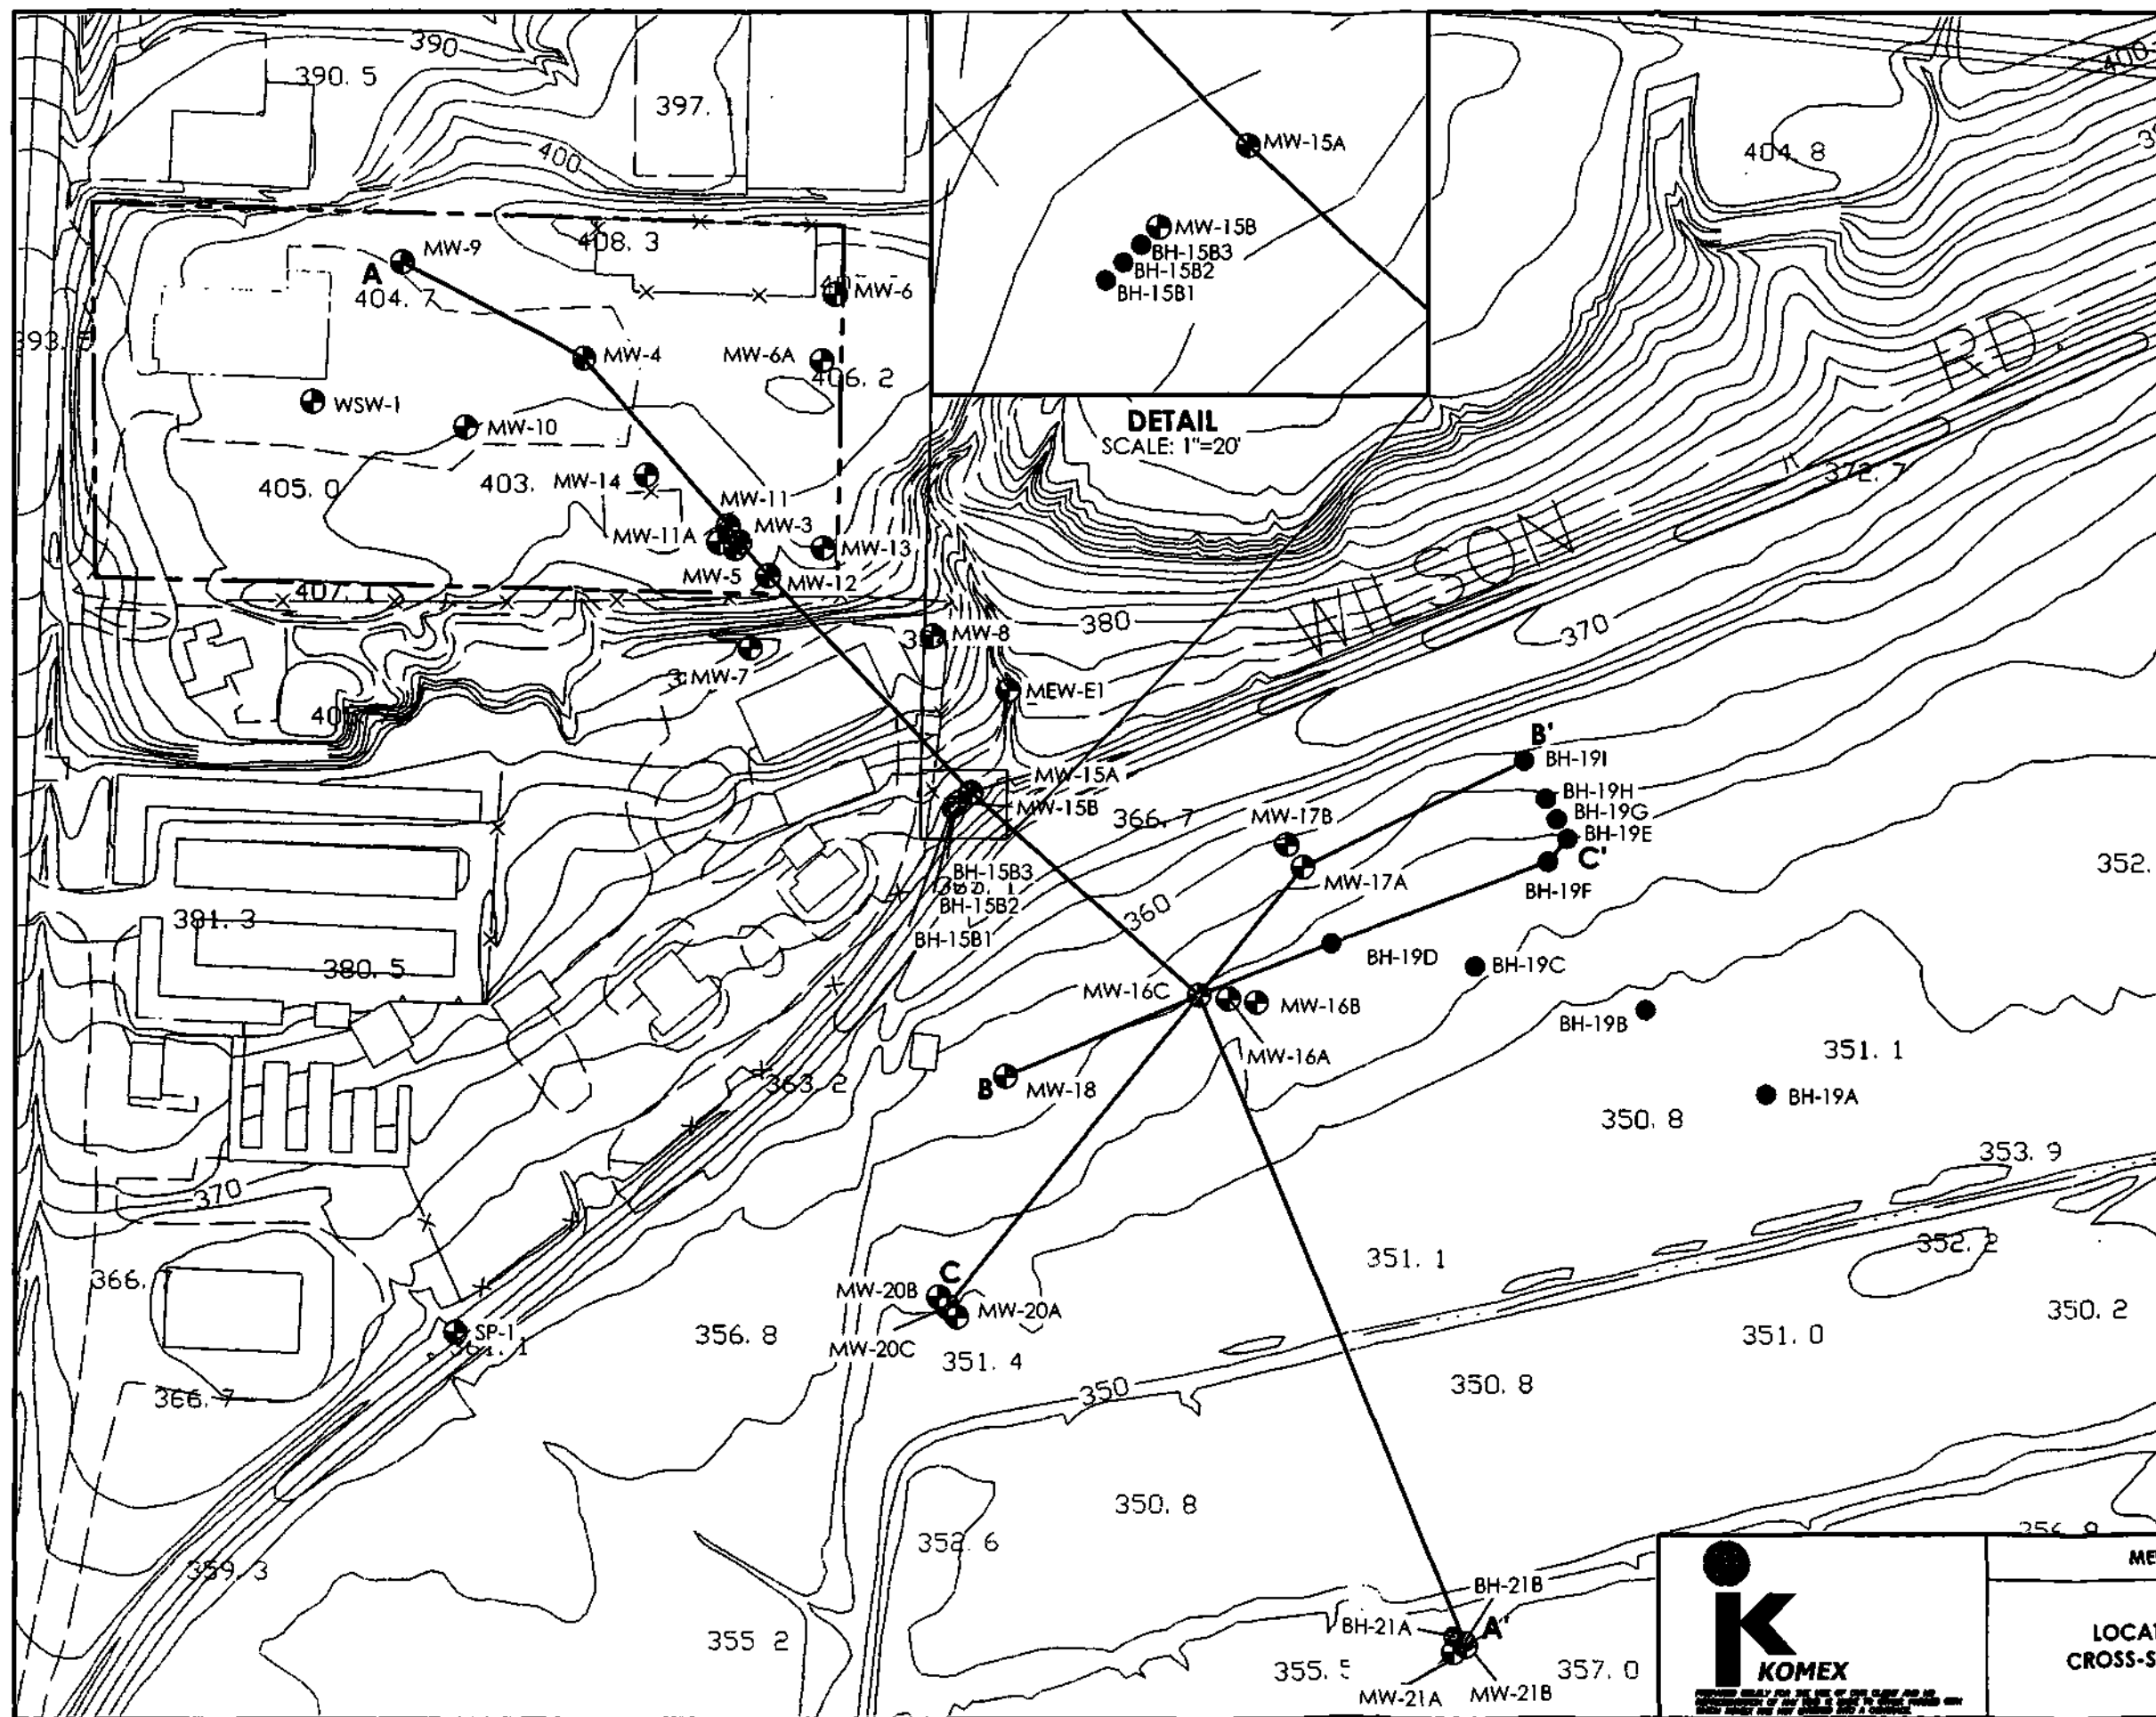 390
390. 5
397.
400
400
404. 8
MW-15A
MW-15B
BH-15B3
BH-15B2
BH-15B1
408. 3
MW-9
A
404. 7
MW-6
MW-4
MW-6A
406. 2
RD.
WSW-1
MW-10
DETAIL
SCALE: 1"=20'
405. 0
403.
MW-14
372. 7
MW-11
MW-3
MW-11A
MW-13
WILSON
MW-5
MW-12
407. 1
380
370
MW-8
MW-7
MEW-E1
B'
BH-19I
MW-15A
MW-15B
366. 7
MW-17B
BH-19H
BH-19G
BH-19E
C'
BH-19F
MW-17A
352.
BH-15B3
BH-15B2
BH-15B1
360
381. 3
380. 5
BH-19D
BH-19C
MW-16C
MW-16B
BH-19B
MW-16A
351. 1
363. 2
B
MW-18
BH-19A
350. 8
353. 9
370
352. 2
351. 1
366.
C
MW-20B
MW-20A
MW-20C
SP-1
356. 8
351. 4
351. 0
350. 2
366. 7
350
350. 8
350. 8
352. 6
359. 3
BH-21B
BH-21A
A'
355 2
355. 5
357. 0
MW-21A
MW-21B
KOMEX
ME
LOCAT
CROSS-S